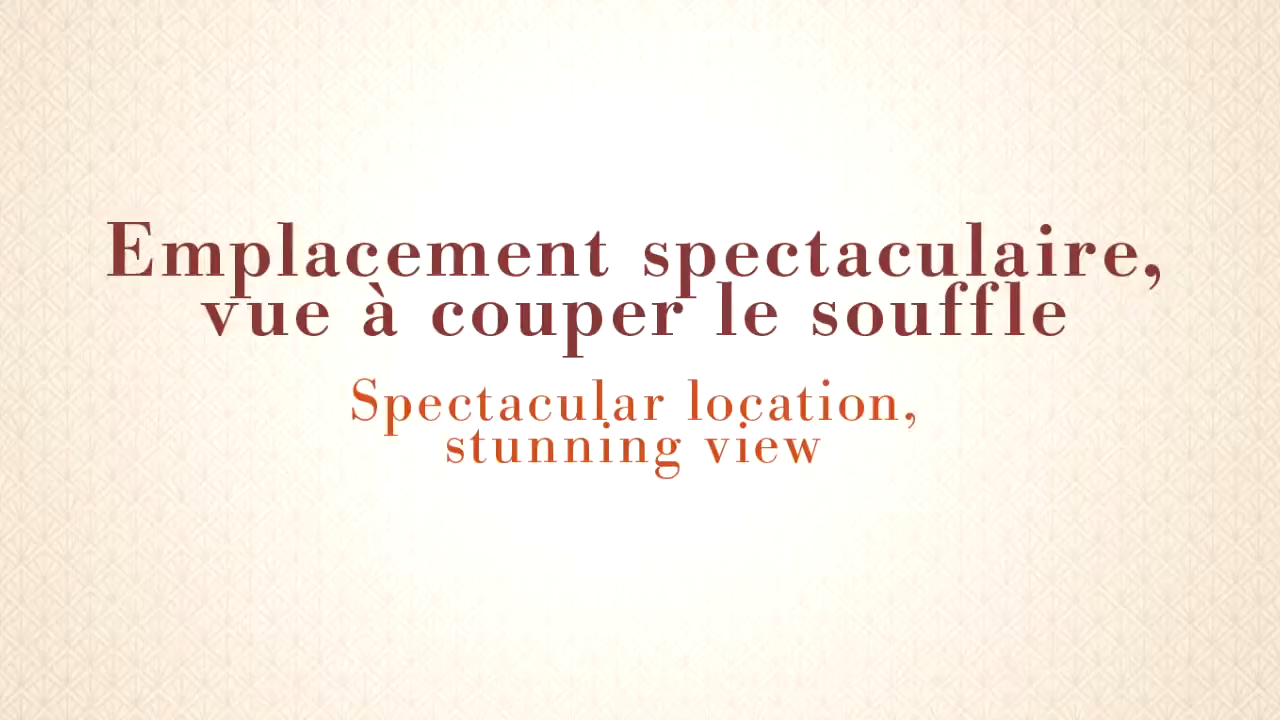 Emplacement spectaculaire,
vue à couper le souffle
Spectacular location,
stunning view